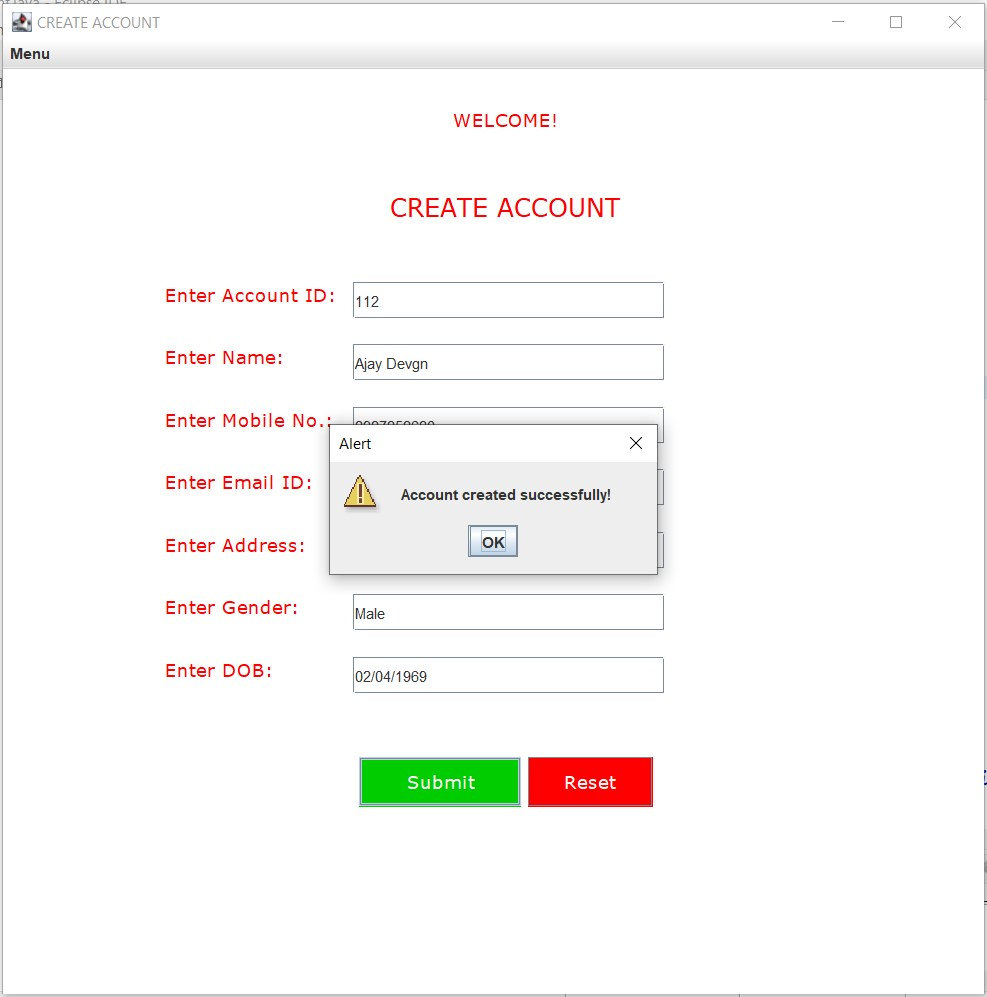 CREATE ACCOUNT
Menu
WELCOME!
CREATE ACCOUNT
Enter Account ID: 112
Enter Name: Ajay Devgn
Enter Mobile No.:
Alert
Enter Email ID:
Account created successfully!
OK
Enter Address:
Enter Gender: Male
Enter DOB: 02/04/1969
Submit Reset